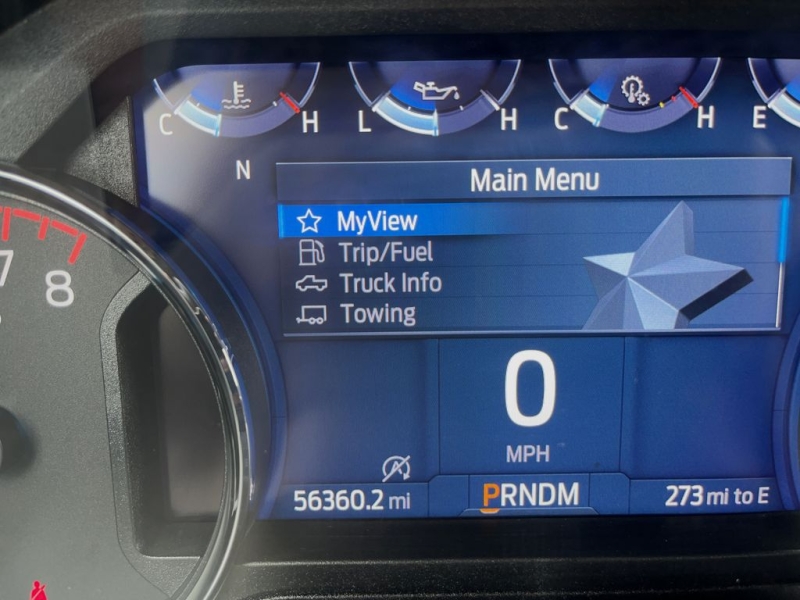 C H L H C H E
N
Main Menu
MyView
Trip/Fuel
Truck Info
Towing
7
8
0
MPH
56360.2 mi
PRNDM
273 mi to E